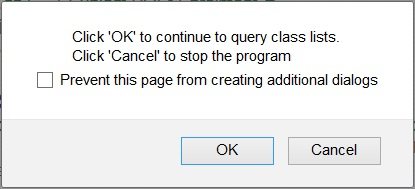 Click 'OK' to continue to query class lists.
Click 'Cancel' to stop the program
Prevent this page from creating additional dialogs
OK
Cancel